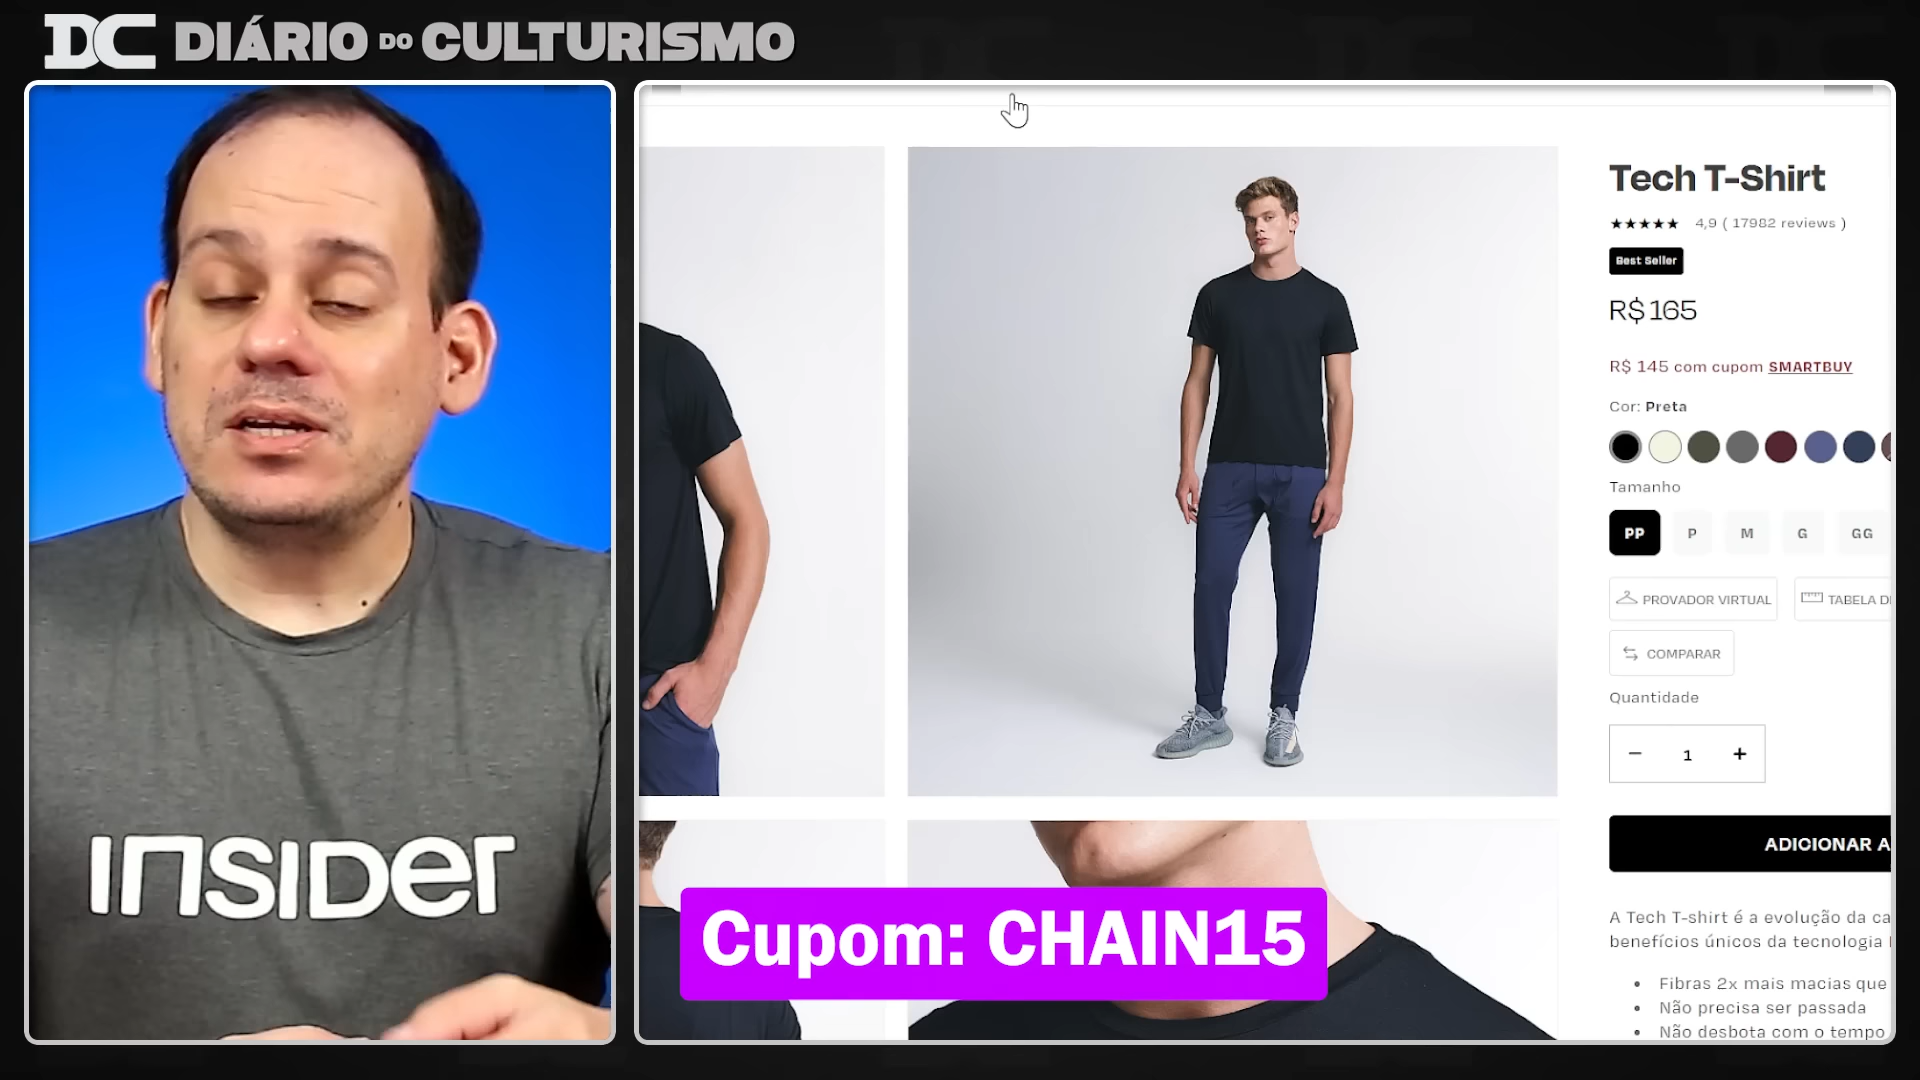 DC DIÁRIO DO CULTURISMO
INSIDER
Tech T-Shirt
★★★★★ 4,9 ( 17982 reviews )
Best Seller
R$ 165
R$ 145 com cupom SMARTBUY
Cor: Preta
Tamanho
PP P M G GG
PROVADOR VIRTUAL
TABELA D
COMPARAR
Quantidade
− 1 +
ADICIONAR A
A Tech T-shirt é a evolução da ca
benefícios únicos da tecnologia
• Fibras 2x mais macias que
• Não precisa ser passada
• Não desbota com o tempo
Cupom: CHAIN15